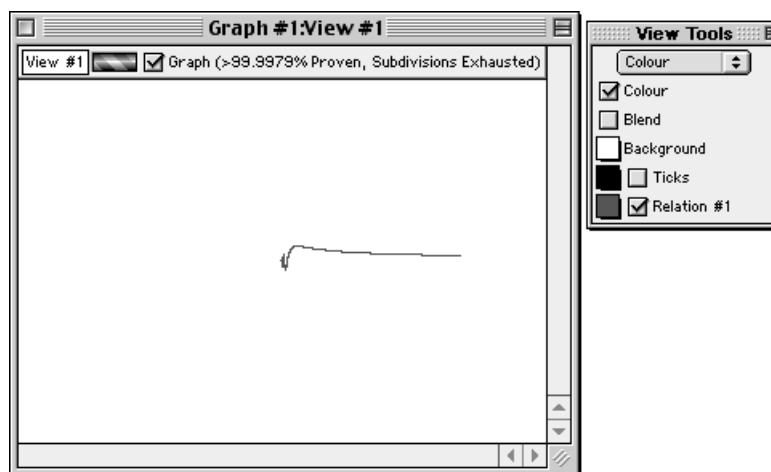 Graph #1:View #1
View #1 Graph (>99.9979% Proven, Subdivisions Exhausted)
View Tools
Colour
Colour
Blend
Background
Ticks
Relation #1